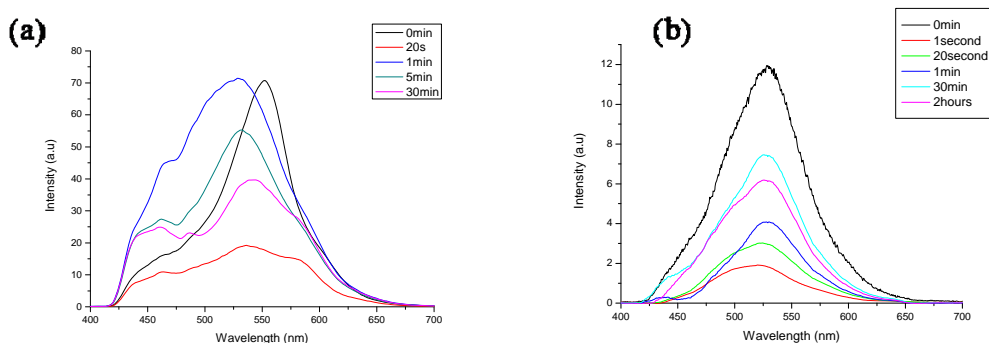 (a)
0min
20s
1min
5min
30min
80
70
60
50
40
30
20
10
0
Intensity (a.u)
400 450 500 550 600 650 700
Wavelength (nm)
(b)
0min
1second
20second
1min
30min
2hours
12
10
8
6
4
2
0
Intensity (a.u)
400 450 500 550 600 650 700
Wavelength (nm)